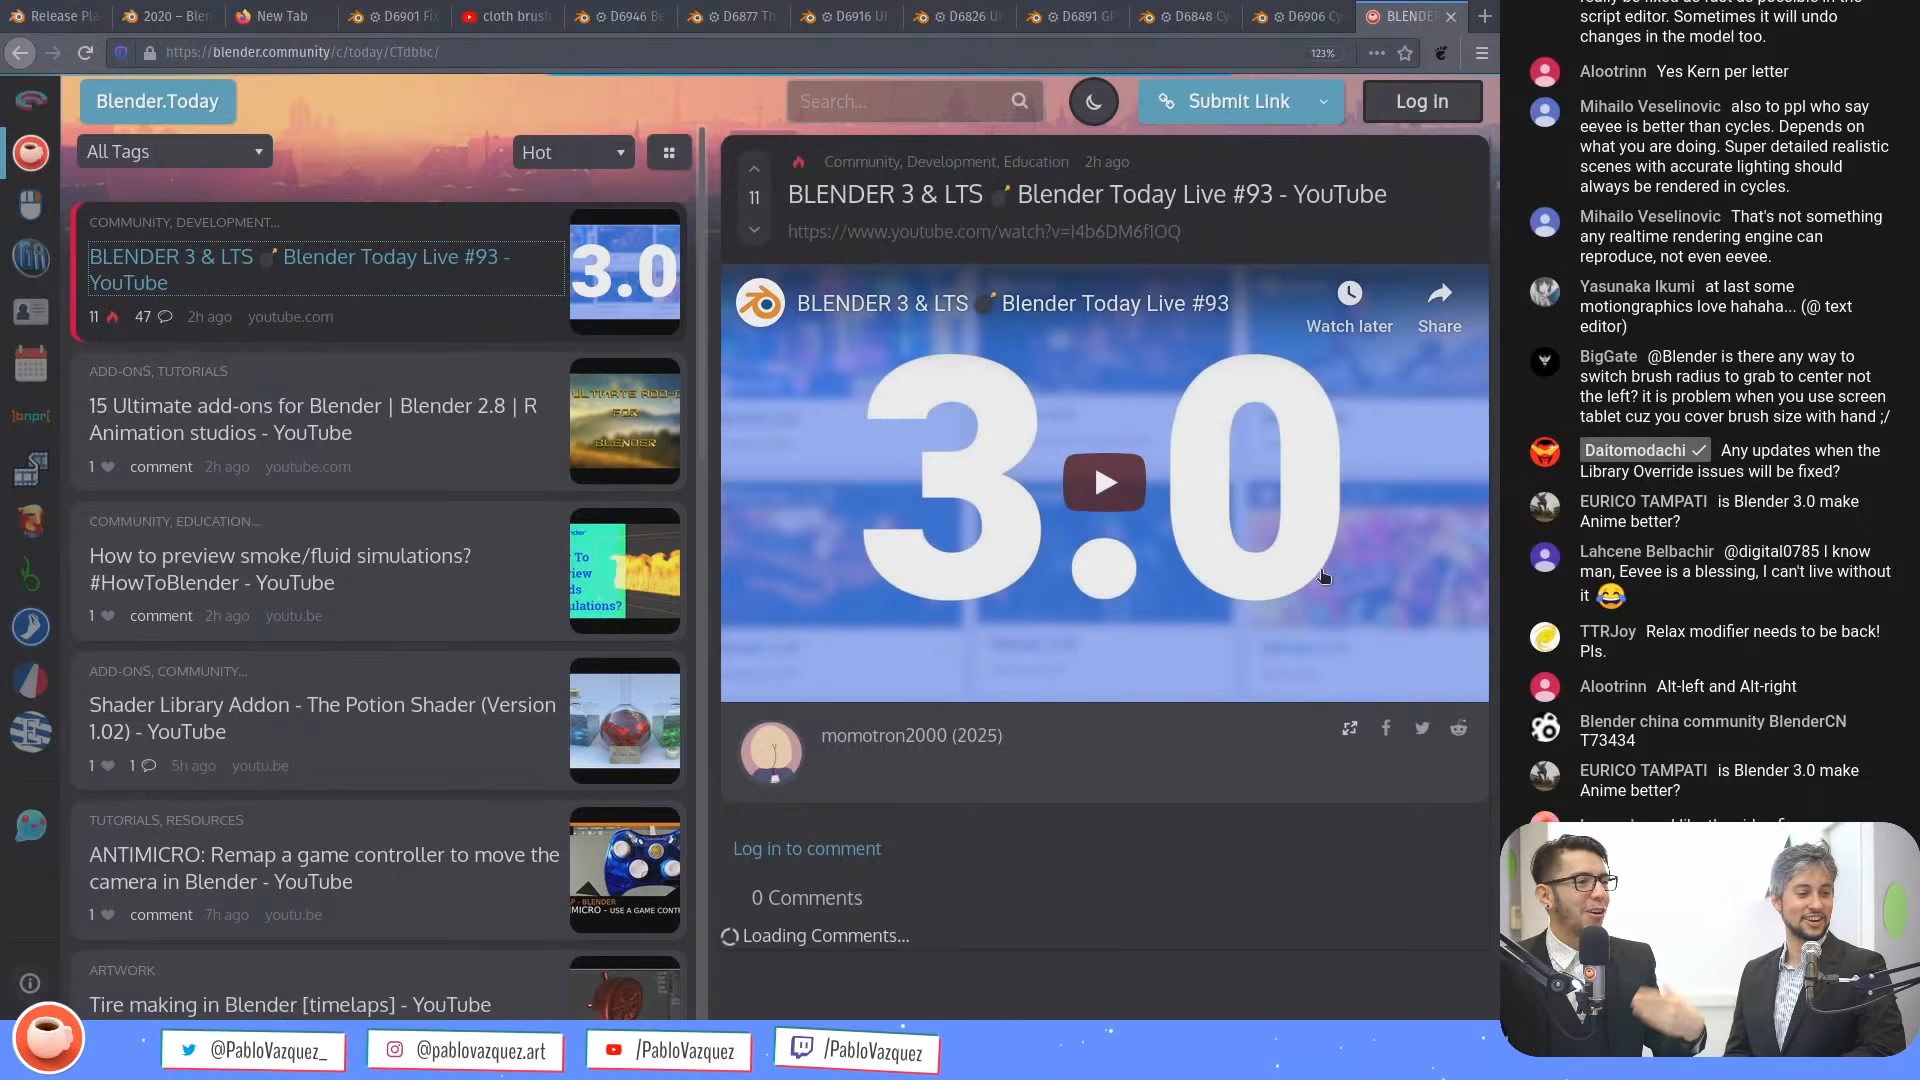 Release Pla
2020 – Blen
New Tab
D6901 Fix
cloth brush
D6946 Be
D6877 Th
D6916 UI
D6826 UI
D6891 GP
D6848 Cy
D6906 Cy
BLENDER
https://blender.community/c/today/CTdbbc/
123%
Blender.Today
Search...
Submit Link
Log in
All Tags
Hot
COMMUNITY, DEVELOPMENT...
BLENDER 3 & LTS 💣 Blender Today Live #93 -
YouTube
11 47 2h ago youtube.com
3.0
ADD-ONS, TUTORIALS
15 Ultimate add-ons for Blender | Blender 2.8 | R
Animation studios - YouTube
1 comment 2h ago youtube.com
ULTIMATE ADD-O
FOR
BLENDER
COMMUNITY, EDUCATION...
How to preview smoke/fluid simulations?
#HowToBlender - YouTube
1 comment 2h ago youtu.be
To
iew
ids
ulations?
ADD-ONS, COMMUNITY...
Shader Library Addon - The Potion Shader (Version
1.02) - YouTube
1 1 5h ago youtu.be
TUTORIALS, RESOURCES
ANTIMICRO: Remap a game controller to move the
camera in Blender - YouTube
1 comment 7h ago youtu.be
P - BLENDER
MICRO - USE A GAME CONTR
ARTWORK
Tire making in Blender [timelaps] - YouTube
Community, Development, Education 2h ago
11
BLENDER 3 & LTS 💣 Blender Today Live #93 - YouTube
https://www.youtube.com/watch?v=I4b6DM6f1OQ
BLENDER 3 & LTS 💣 Blender Today Live #93
Watch later
Share
3.0
momotron2000 (2025)
Log in to comment
0 Comments
Loading Comments...
script editor. Sometimes it will undo
changes in the model too.
Alootrinn Yes Kern per letter
Mihailo Veselinovic also to ppl who say
eevee is better than cycles. Depends on
what you are doing. Super detailed realistic
scenes with accurate lighting should
always be rendered in cycles.
Mihailo Veselinovic That's not something
any realtime rendering engine can
reproduce, not even eevee.
Yasunaka Ikumi at last some
motiongraphics love hahaha... (@ text
editor)
BigGate @Blender is there any way to
switch brush radius to grab to center not
the left? it is problem when you use screen
tablet cuz you cover brush size with hand ;/
Daitomodachi ✓ Any updates when the
Library Override issues will be fixed?
EURICO TAMPATI is Blender 3.0 make
Anime better?
Lahcene Belbachir @digital0785 I know
man, Eevee is a blessing, I can't live without
it 😂
TTRJoy Relax modifier needs to be back!
Pls.
Alootrinn Alt-left and Alt-right
Blender china community BlenderCN
T73434
EURICO TAMPATI is Blender 3.0 make
Anime better?
@PabloVazquez_
@pablovazquez.art
/PabloVazquez
/PabloVazquez